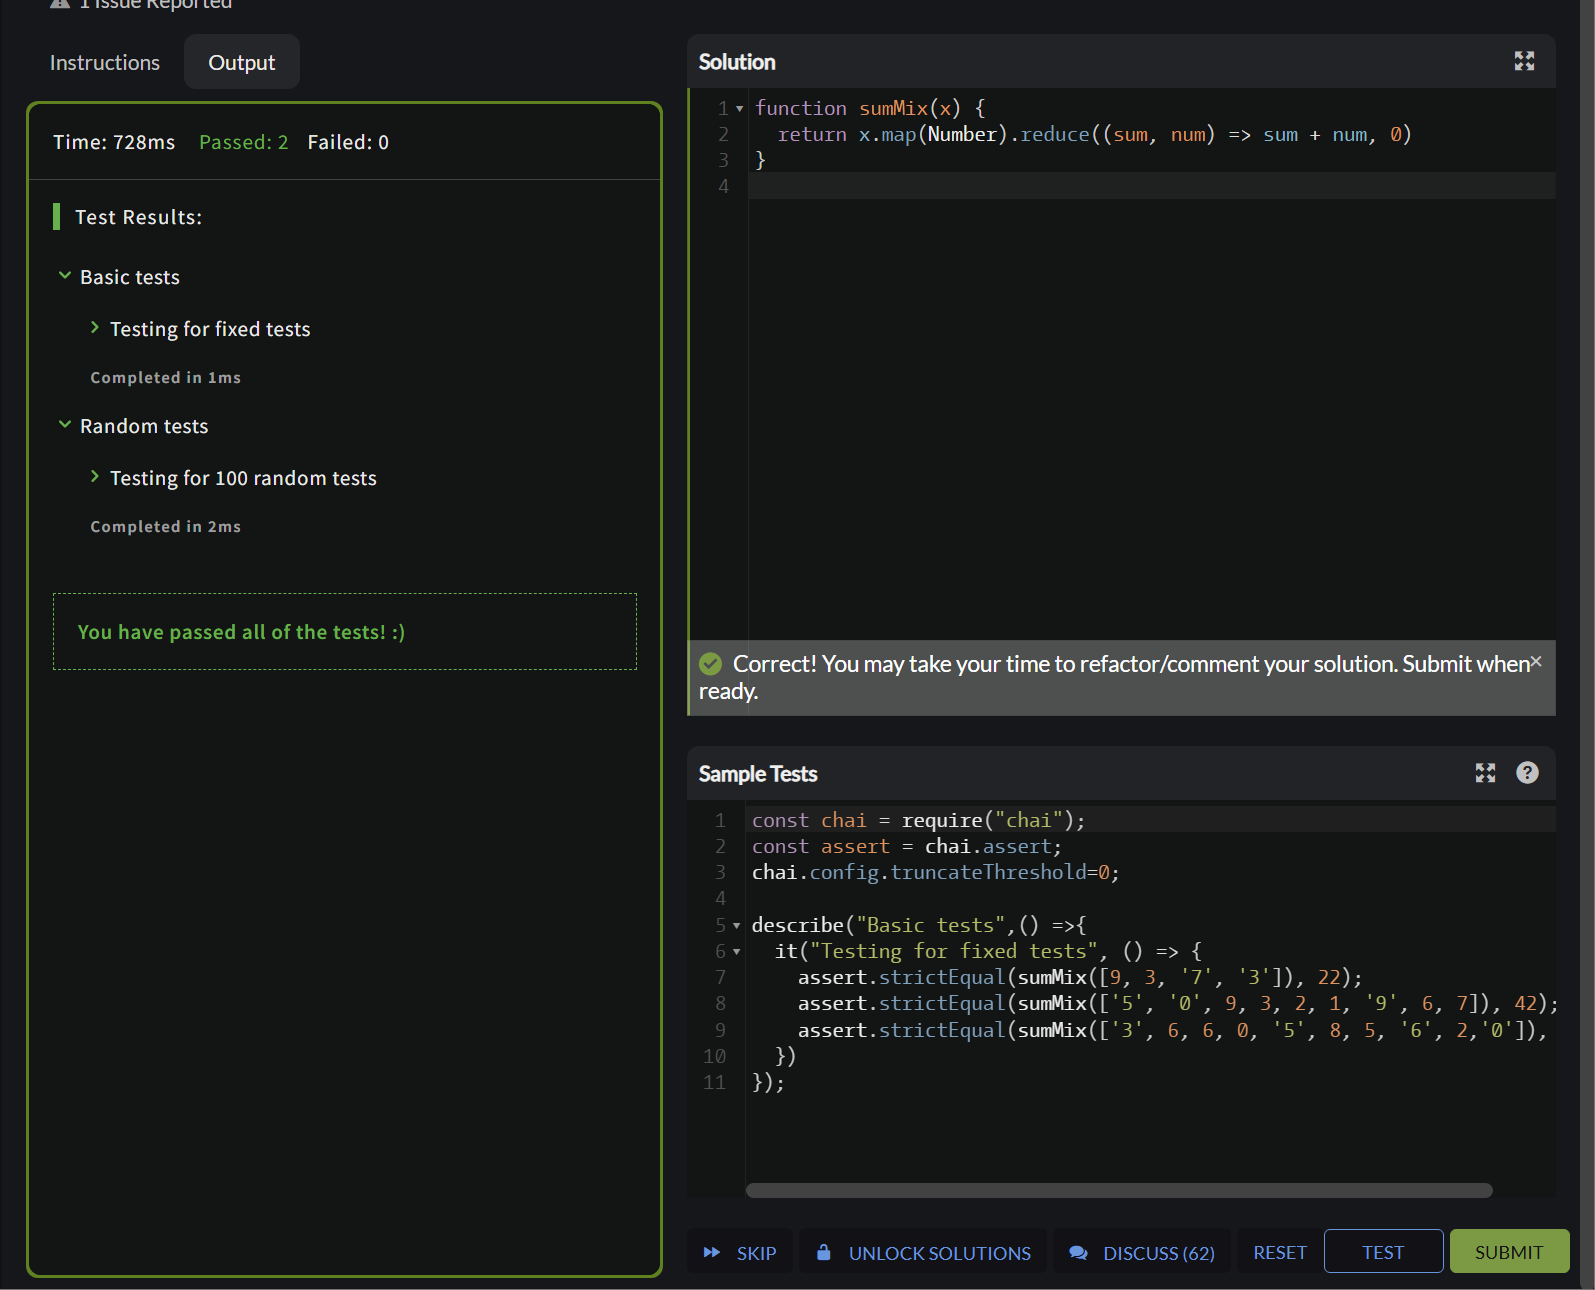 1 Issue Reported
Instructions
Output
Time: 728ms Passed: 2 Failed: 0
Test Results:
Basic tests
Testing for fixed tests
Completed in 1ms
Random tests
Testing for 100 random tests
Completed in 2ms
You have passed all of the tests! :)
Solution
1 function sumMix(x) {
2   return x.map(Number).reduce((sum, num) => sum + num, 0)
3 }
4
Correct! You may take your time to refactor/comment your solution. Submit when
ready.
Sample Tests
1 const chai = require("chai");
2 const assert = chai.assert;
3 chai.config.truncateThreshold=0;
4
5 describe("Basic tests",() =>{
6   it("Testing for fixed tests", () => {
7     assert.strictEqual(sumMix([9, 3, '7', '3']), 22);
8     assert.strictEqual(sumMix(['5', '0', 9, 3, 2, 1, '9', 6, 7]), 42);
9     assert.strictEqual(sumMix(['3', 6, 6, 0, '5', 8, 5, '6', 2,'0']),
10   })
11 });
SKIP
UNLOCK SOLUTIONS
DISCUSS (62)
RESET
TEST
SUBMIT